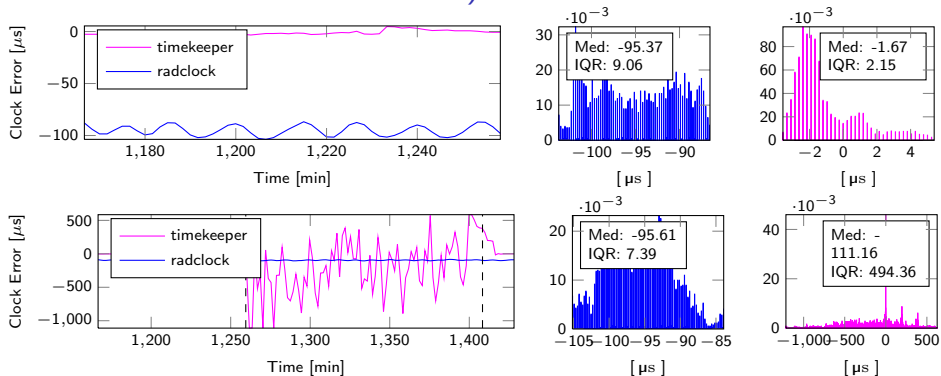 Clock Error [µs]
0
−50
−100
timekeeper
radclock
1,180
1,200
1,220
1,240
Time [min]
·10⁻³
30
20
10
0
Med: -95.37
IQR: 9.06
−100
−95
−90
[ µs ]
·10⁻³
80
60
40
20
0
Med: -1.67
IQR: 2.15
−2
0
2
4
[ µs ]
Clock Error [µs]
500
0
−500
−1,000
timekeeper
radclock
1,200
1,250
1,300
1,350
1,400
Time [min]
·10⁻³
20
10
0
Med: -95.61
IQR: 7.39
−105
−100
−95
−90
−85
[ µs ]
·10⁻³
40
20
0
Med: -
111.16
IQR: 494.36
−1,000
−500
0
500
[ µs ]